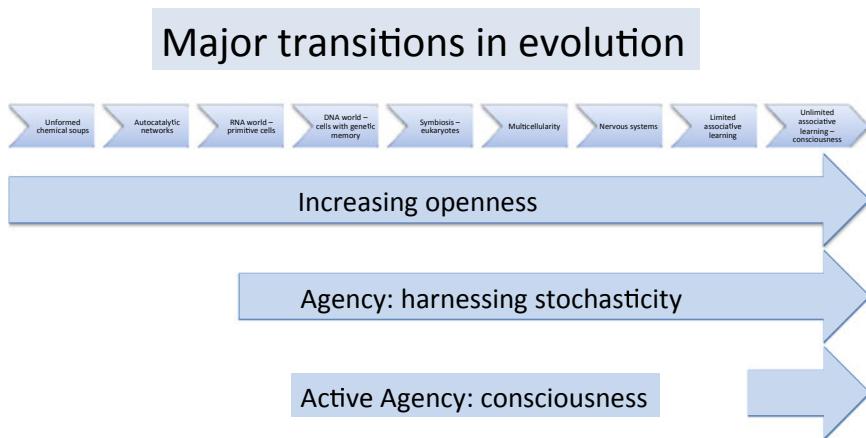 Major transitions in evolution
Unformed
chemical soups
Autocatalytic
networks
RNA world –
primitive cells
DNA world –
cells with genetic
memory
Symbiosis –
eukaryotes
Multicellularity
Nervous systems
Limited
associative
learning
Unlimited
associative
learning –
consciousness
Increasing openness
Agency: harnessing stochasticity
Active Agency: consciousness